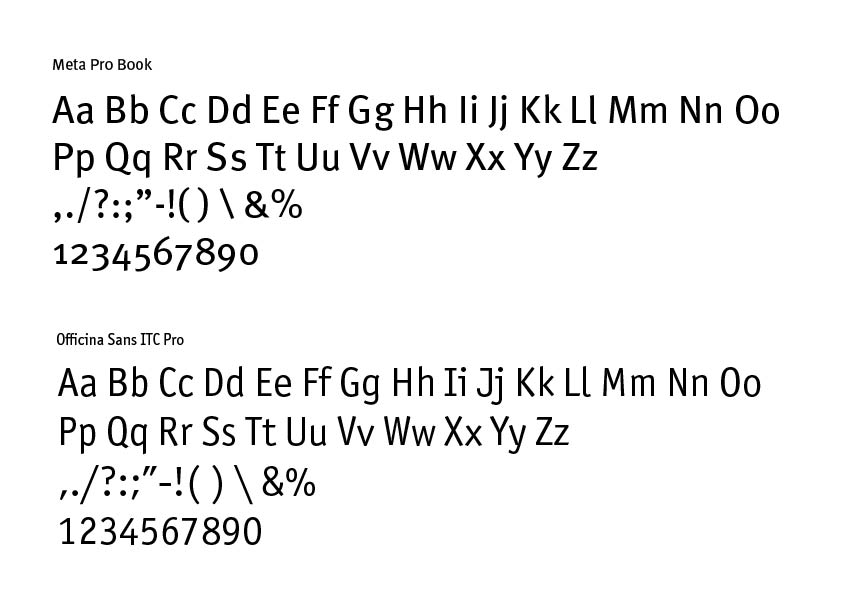 Meta Pro Book
Aa Bb Cc Dd Ee Ff Gg Hh Ii Jj Kk Ll Mm Nn Oo
Pp Qq Rr Ss Tt Uu Vv Ww Xx Yy Zz
,./?:;”-!( ) \ &%
1234567890
Officina Sans ITC Pro
Aa Bb Cc Dd Ee Ff Gg Hh Ii Jj Kk Ll Mm Nn Oo
Pp Qq Rr Ss Tt Uu Vv Ww Xx Yy Zz
,./?:;”-!( ) \ &%
1234567890